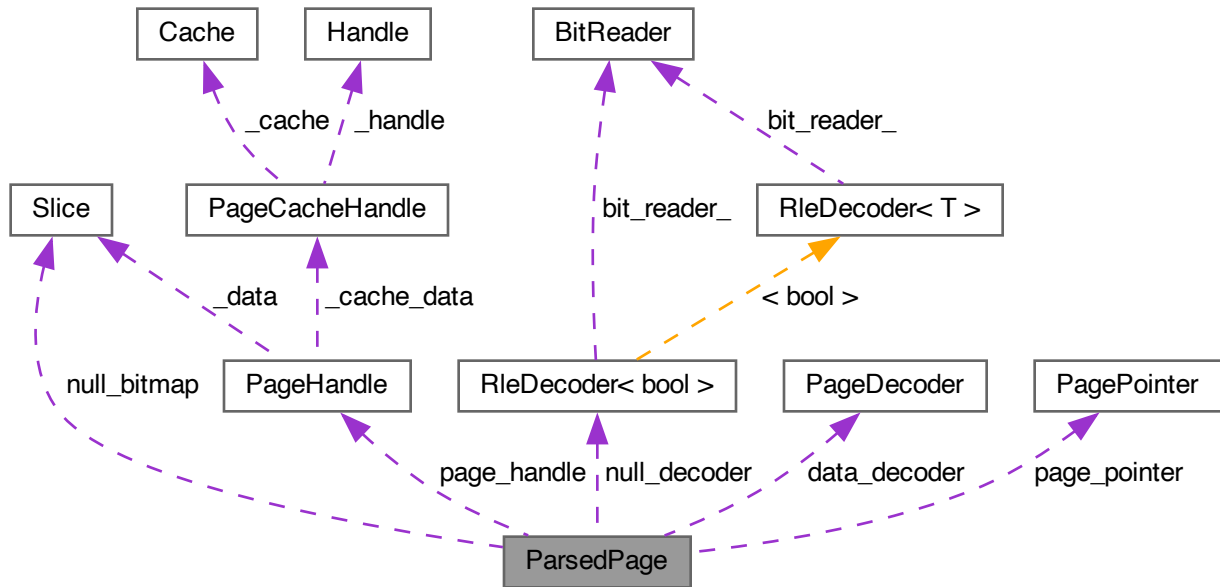 Cache
Handle
BitReader
_cache
_handle
bit_reader_
Slice
PageCacheHandle
bit_reader_
RleDecoder< T >
_data
_cache_data
< bool >
null_bitmap
PageHandle
RleDecoder< bool >
PageDecoder
PagePointer
page_handle
null_decoder
data_decoder
page_pointer
ParsedPage